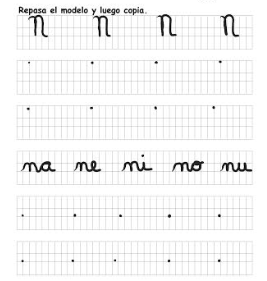 Repasa el modelo y luego copia.
n n n n
na ne ni no nu